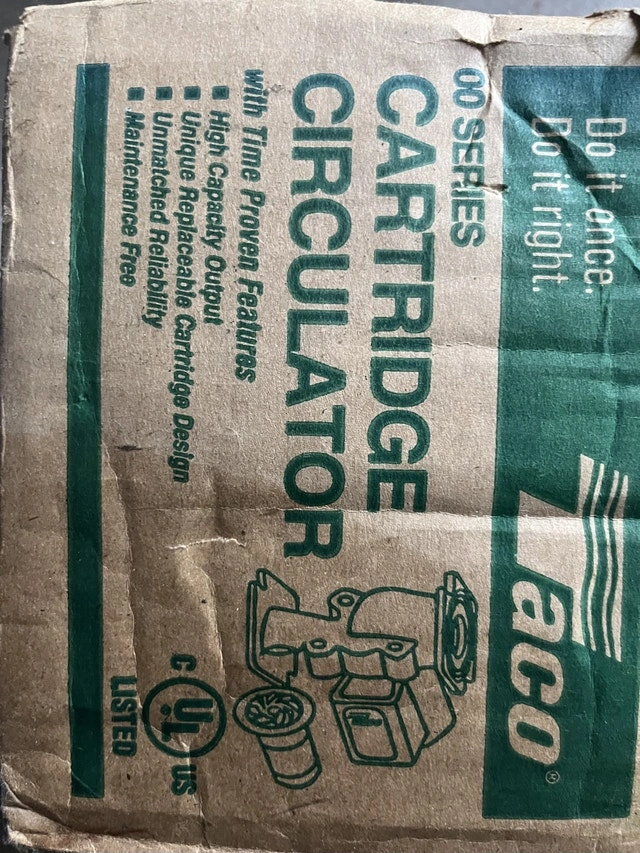 Do it once.
Do it right.
Taco®
00 SERIES
CARTRIDGE
CIRCULATOR
with Time Proven Features
■ High Capacity Output
■ Unique Replaceable Cartridge Design
■ Unmatched Reliability
■ Maintenance Free
C UL US
LISTED